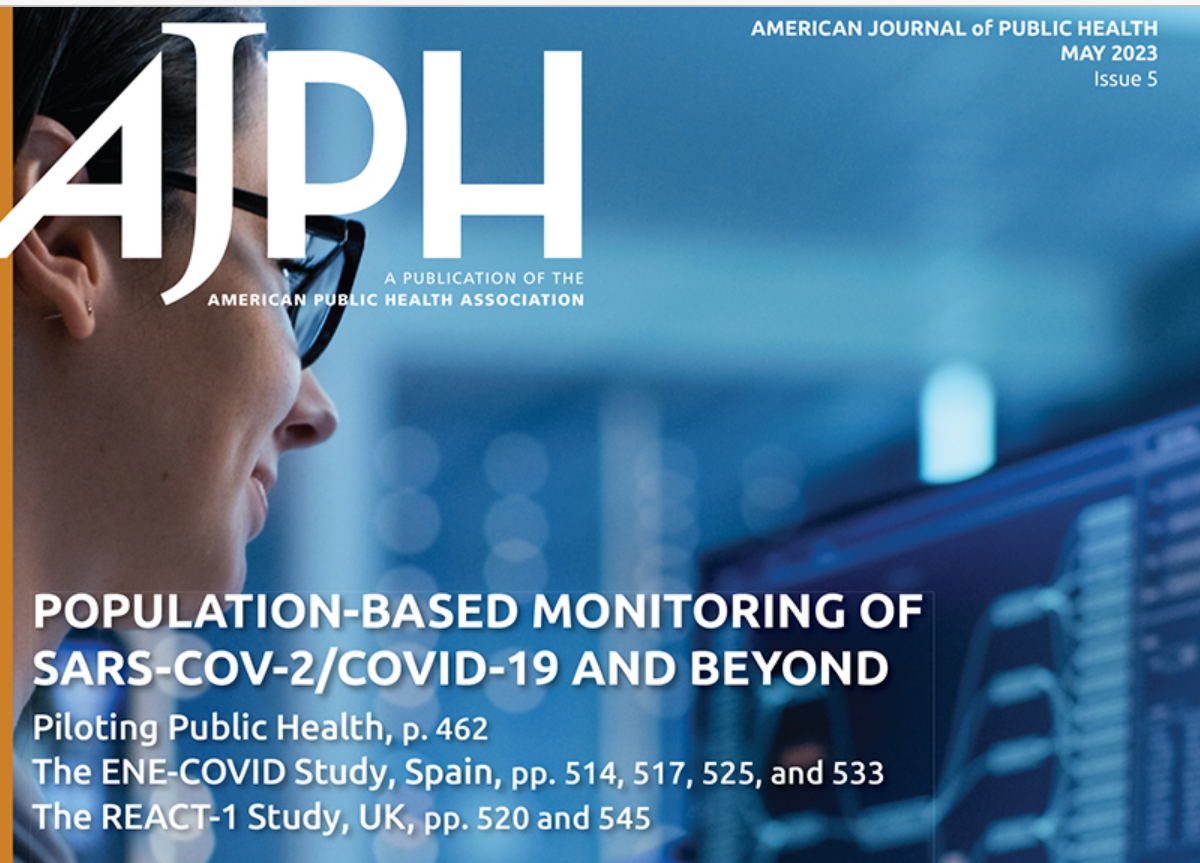 AJPH
A PUBLICATION OF THE
AMERICAN PUBLIC HEALTH ASSOCIATION
AMERICAN JOURNAL of PUBLIC HEALTH
MAY 2023
Issue 5
POPULATION-BASED MONITORING OF
SARS-COV-2/COVID-19 AND BEYOND
Piloting Public Health, p. 462
The ENE-COVID Study, Spain, pp. 514, 517, 525, and 533
The REACT-1 Study, UK, pp. 520 and 545